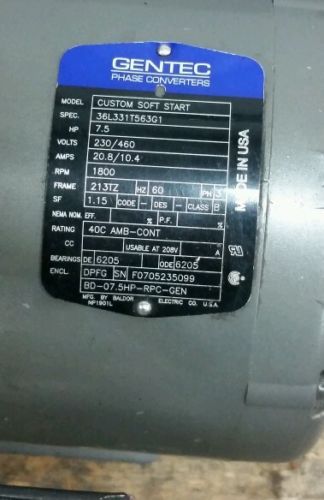 GENTEC
PHASE CONVERTERS
MODEL CUSTOM SOFT START
SPEC. 36L331T563G1
HP 7.5
VOLTS 230/460
AMPS 20.8/10.4
RPM 1800
FRAME 213TZ HZ 60 PH 3
SF 1.15 CODE - DES - CLASS B
NEMA NOM. EFF. % P.F. %
RATING 40C AMB-CONT
CC USABLE AT 208V A
BEARINGS DE 6205 ODE 6205
ENCL. DPFG SN F0705235099
BD-07.5HP-RPC-GEN
MFG. BY BALDOR ELECTRIC CO. U.S.A.
NP1901L
MADE IN USA